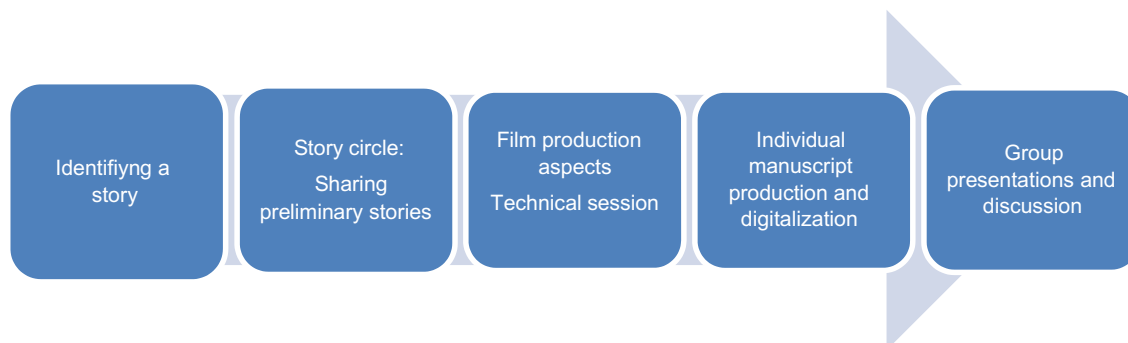 Identifiyng a
story
Story circle:
Sharing
preliminary stories
Film production
aspects
Technical session
Individual
manuscript
production and
digitalization
Group
presentations and
discussion